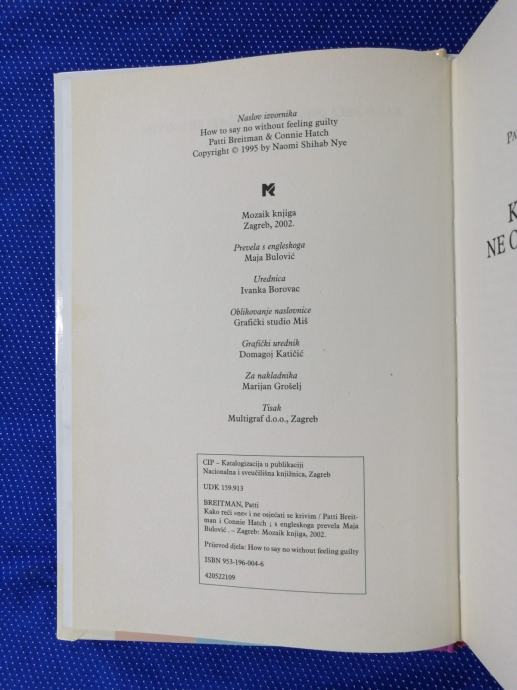 Naslov izvornika
How to say no without feeling guilty
Patti Breitman & Connie Hatch
Copyright © 1995 by Naomi Shihab Nye
Mozaik knjiga
Zagreb, 2002.
Prevela s engleskoga
Maja Bulović
Urednica
Ivanka Borovac
Oblikovanje naslovnice
Grafički studio Miš
Grafički urednik
Domagoj Katičić
Za nakladnika
Marijan Grošelj
Tisak
Multigraf d.o.o., Zagreb
CIP – Katalogizacija u publikaciji
Nacionalna i sveučilišna knjižnica, Zagreb
UDK 159.913
BREITMAN, Patti
Kako reći »ne« i ne osjećati se krivim / Patti Breit-
man i Connie Hatch ; s engleskoga prevela Maja
Bulović . – Zagreb: Mozaik knjiga, 2002.
Prijevod djela: How to say no without feeling guilty
ISBN 953-196-004-6
420522109
NE